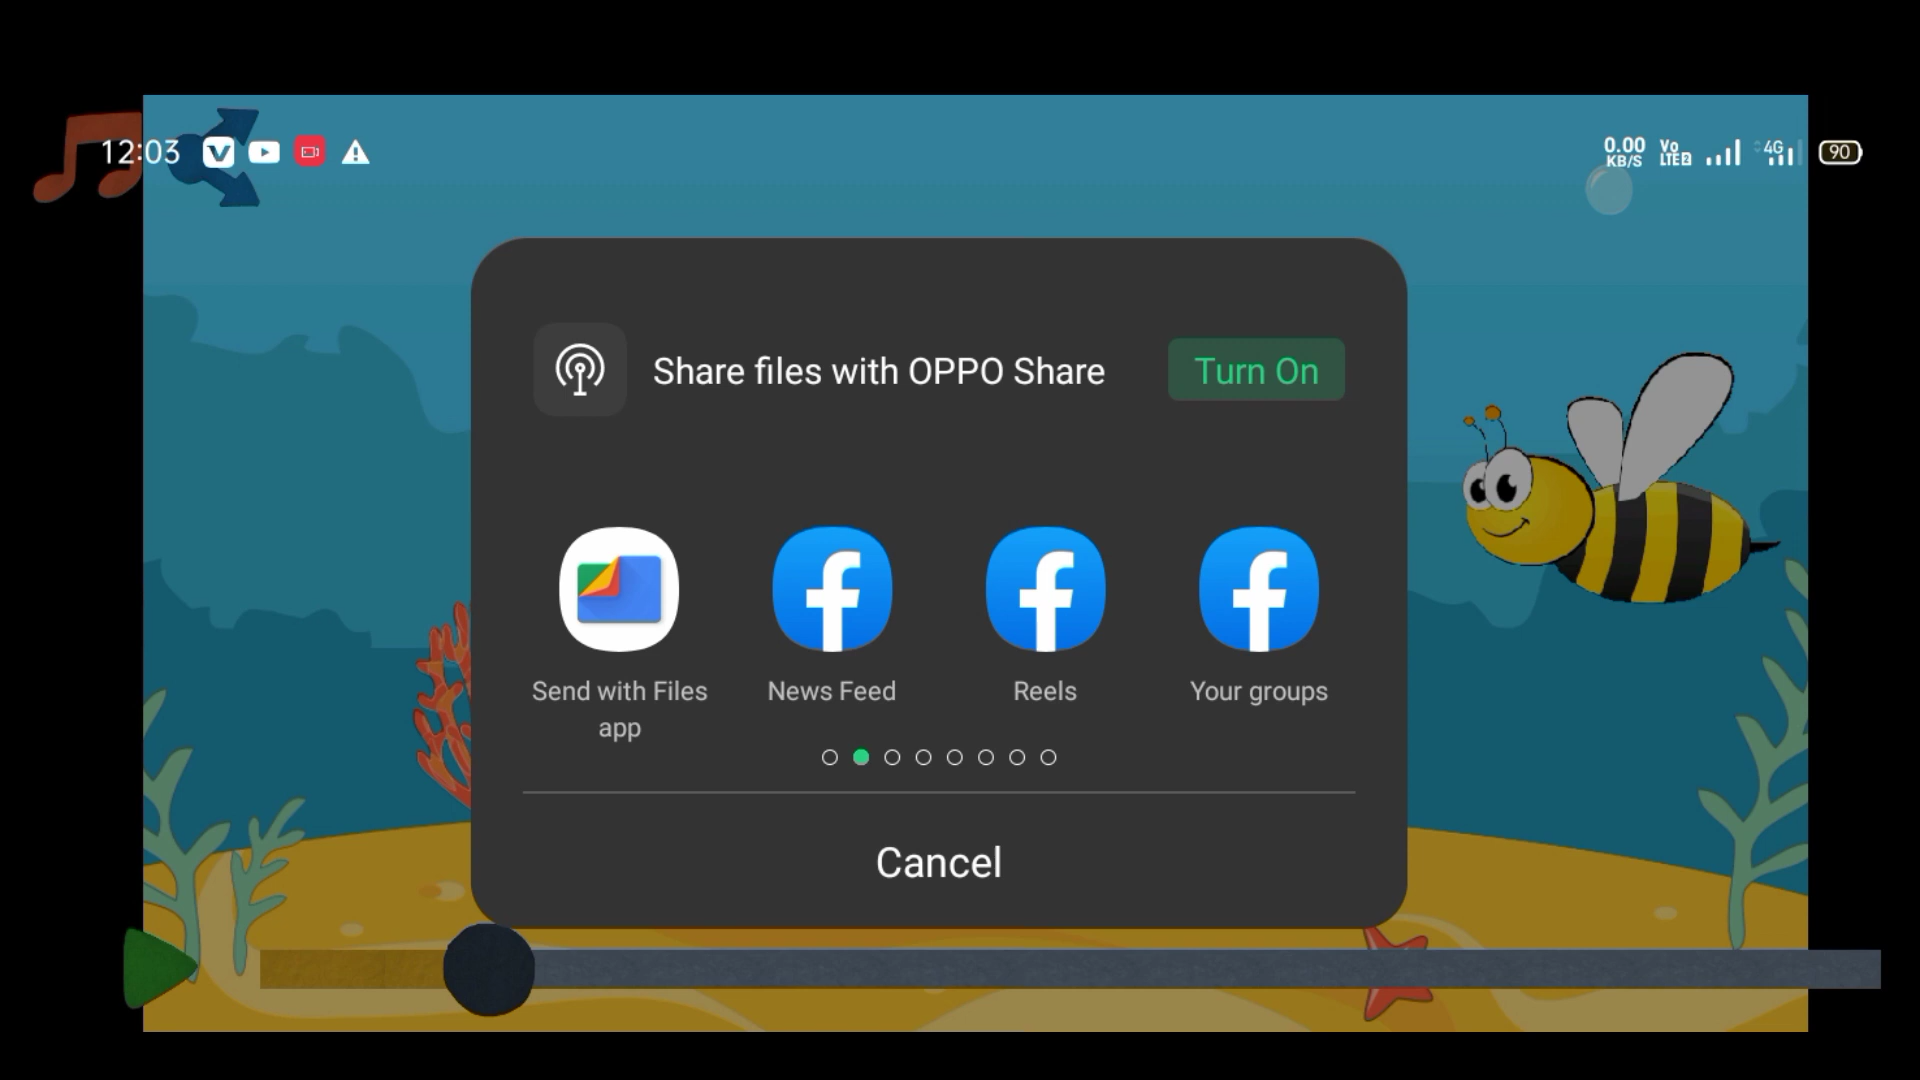 12:03
0.00
KB/S
Vo
LTE2
4G
90
Share files with OPPO Share
Turn On
Send with Files
app
News Feed
Reels
Your groups
Cancel